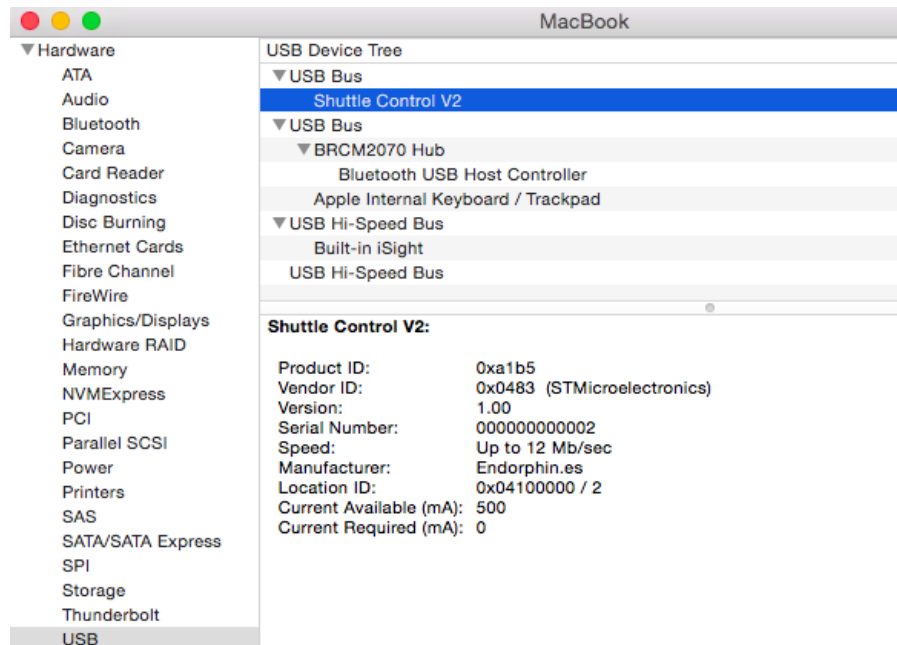 MacBook
▼Hardware
ATA
Audio
Bluetooth
Camera
Card Reader
Diagnostics
Disc Burning
Ethernet Cards
Fibre Channel
FireWire
Graphics/Displays
Hardware RAID
Memory
NVMExpress
PCI
Parallel SCSI
Power
Printers
SAS
SATA/SATA Express
SPI
Storage
Thunderbolt
USB
USB Device Tree
▼USB Bus
Shuttle Control V2
▼USB Bus
▼BRCM2070 Hub
Bluetooth USB Host Controller
Apple Internal Keyboard / Trackpad
▼USB Hi-Speed Bus
Built-in iSight
USB Hi-Speed Bus
Shuttle Control V2:
Product ID: 0xa1b5
Vendor ID: 0x0483 (STMicroelectronics)
Version: 1.00
Serial Number: 000000000002
Speed: Up to 12 Mb/sec
Manufacturer: Endorphin.es
Location ID: 0x04100000 / 2
Current Available (mA): 500
Current Required (mA): 0